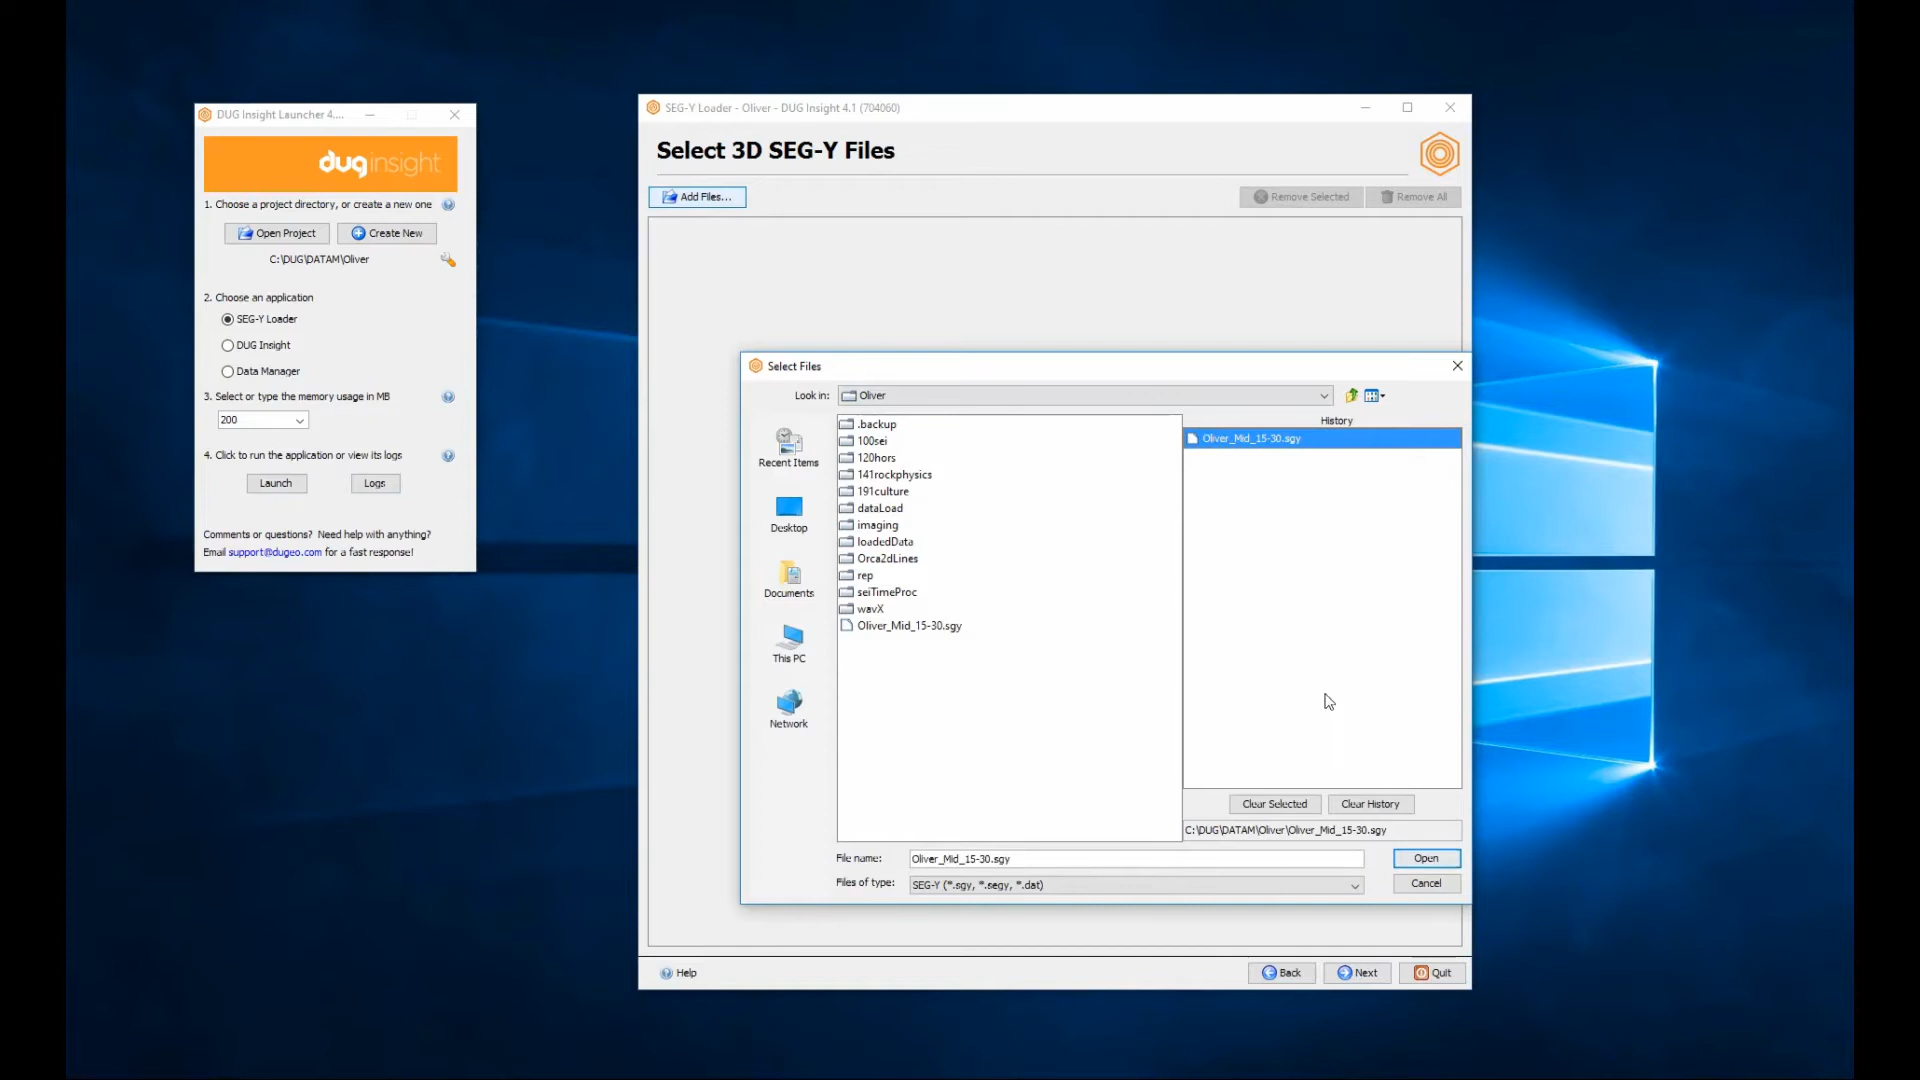 DUG Insight Launcher 4....
duginsight
1. Choose a project directory, or create a new one
Open Project
Create New
C:\DUG\DATAM\Oliver
2. Choose an application
SEG-Y Loader
DUG Insight
Data Manager
3. Select or type the memory usage in MB
200
4. Click to run the application or view its logs
Launch
Logs
Comments or questions? Need help with anything?
Email support@dugeo.com for a fast response!
SEG-Y Loader - Oliver - DUG Insight 4.1 (704060)
Select 3D SEG-Y Files
Add Files...
Remove Selected
Remove All
Select Files
Look in:
Oliver
Recent Items
Desktop
Documents
This PC
Network
.backup
100sei
120hors
141rockphysics
191culture
dataLoad
imaging
loadedData
Orca2dLines
rep
seiTimeProc
wavX
Oliver_Mid_15-30.sgy
History
Oliver_Mid_15-30.sgy
Clear Selected
Clear History
C:\DUG\DATAM\Oliver\Oliver_Mid_15-30.sgy
File name:
Oliver_Mid_15-30.sgy
Open
Files of type:
SEG-Y (*.sgy, *.segy, *.dat)
Cancel
Help
Back
Next
Quit